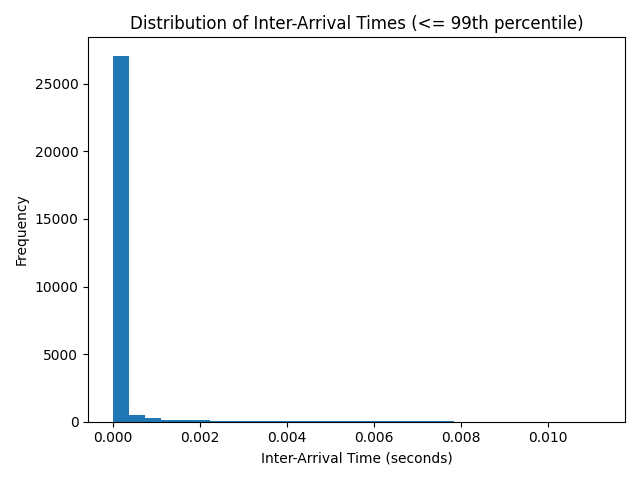 Distribution of Inter-Arrival Times (<= 99th percentile)
25000
20000
15000
10000
5000
0
Frequency
0.000 0.002 0.004 0.006 0.008 0.010
Inter-Arrival Time (seconds)